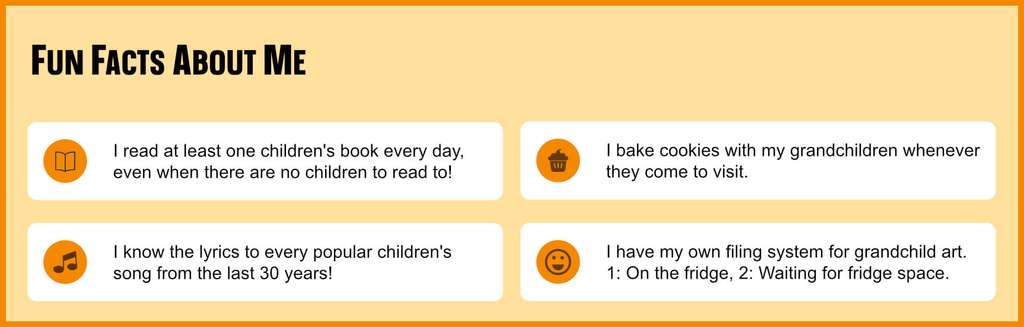 Fun Facts About Me
I read at least one children's book every day,
even when there are no children to read to!
I bake cookies with my grandchildren whenever
they come to visit.
I know the lyrics to every popular children's
song from the last 30 years!
I have my own filing system for grandchild art.
1: On the fridge, 2: Waiting for fridge space.